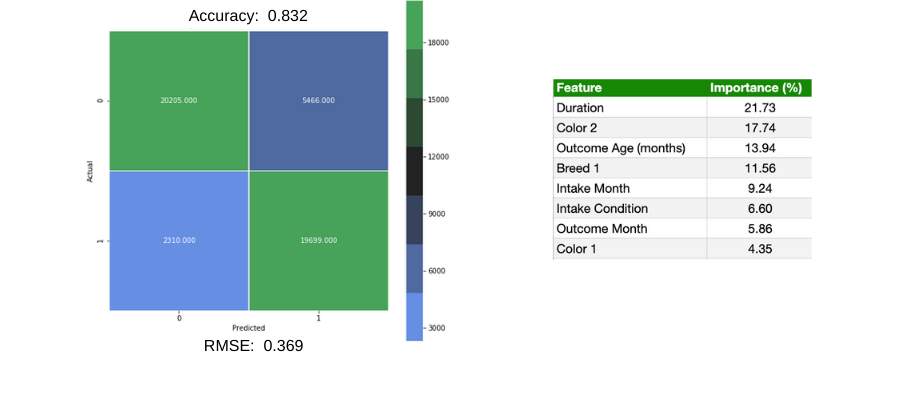 Accuracy: 0.832
18000
20205.000
5466.000
0
15000
12000
Actual
9000
2310.000
19699.000
1
6000
3000
0
1
Predicted
RMSE: 0.369
Feature Importance (%)
Duration 21.73
Color 2 17.74
Outcome Age (months) 13.94
Breed 1 11.56
Intake Month 9.24
Intake Condition 6.60
Outcome Month 5.86
Color 1 4.35